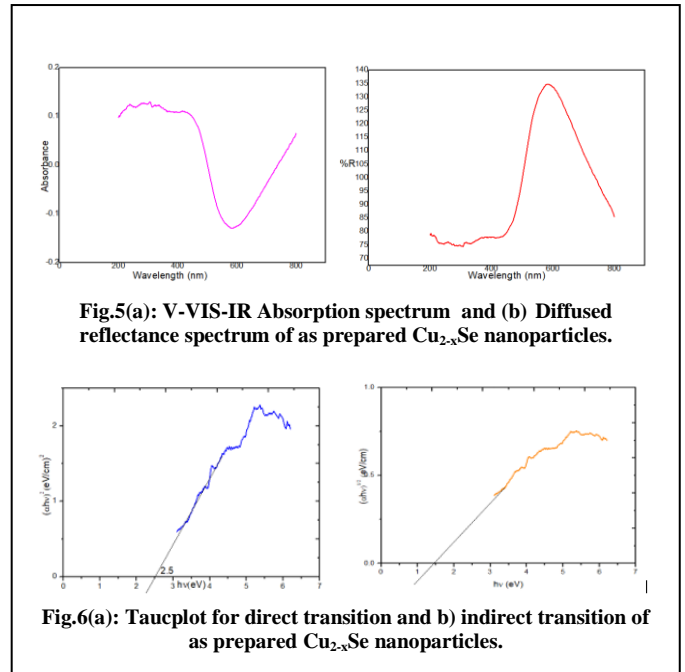 0.2
0.1
0.0
-0.1
-0.2
Absorbance
0 200 400 600 800
Wavelength (nm)
140
135
130
125
120
115
110
%R105
100
95
90
85
80
75
70
0 200 400 600 800
Wavelength (nm)
Fig.5(a): V-VIS-IR Absorption spectrum and (b) Diffused
reflectance spectrum of as prepared Cu2-xSe nanoparticles.
2
1
0
(αhν)² (eV/cm)²
2.5
0 1 2 3 4 5 6 7
hν(eV)
1.0
0.5
0.0
(eV/cm)
0 1 2 3 4 5 6 7
hν (eV)
Fig.6(a): Taucplot for direct transition and b) indirect transition of
as prepared Cu2-xSe nanoparticles.